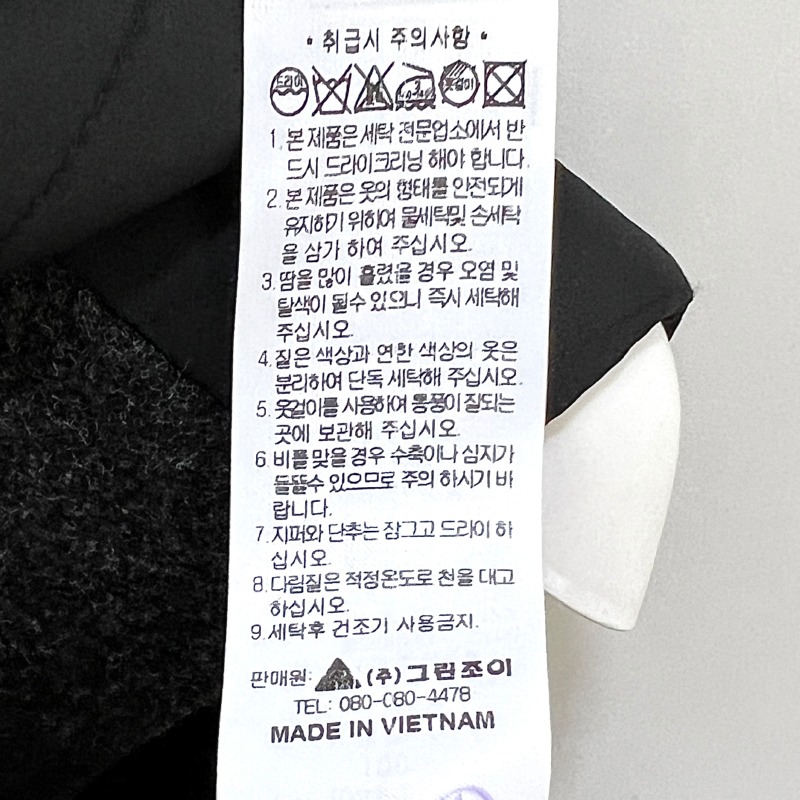 • 취급시 주의사항 •
드라이 옷걸이
1. 본 제품은 세탁 전문업소에서 반
드시 드라이크리닝 해야 합니다.
2. 본 제품은 옷의 형태를 안전되게
유지하기 위하여 물세탁및 손세탁
을 삼가 하여 주십시오.
3. 땀을 많이 흘렸을 경우 오염 및
탈색이 될수 있으니 즉시 세탁해
주십시오.
4. 짙은 색상과 연한 색상의 옷은
분리하여 단독 세탁해 주십시오.
5. 옷걸이를 사용하여 통풍이 잘되는
곳에 보관해 주십시오.
6. 비를 맞을 경우 수축이나 심지가
들뜰수 있으므로 주의 하시기 바
랍니다.
7. 지퍼와 단추는 잠그고 드라이 하
십시오.
8. 다림질은 적정온도로 천을 대고
하십시오.
9. 세탁후 건조기 사용금지.
판매원: (주)그린조이
TEL: 080-080-4478
MADE IN VIETNAM